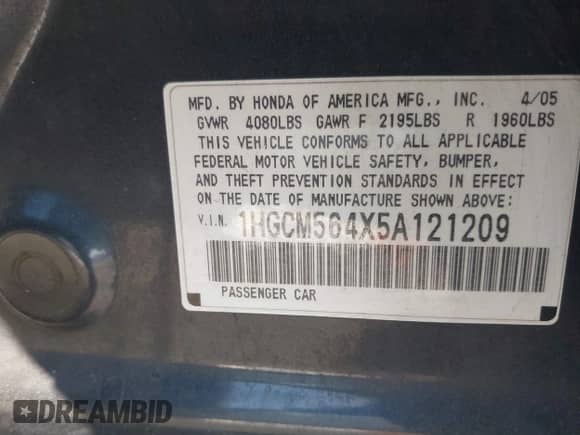 MFD. BY HONDA OF AMERICA MFG., INC. 4/05
GVWR 4080LBS GAWR F 2195LBS R 1960LBS
THIS VEHICLE CONFORMS TO ALL APPLICABLE
FEDERAL MOTOR VEHICLE SAFETY, BUMPER,
AND THEFT PREVENTION STANDARDS IN EFFECT
ON THE DATE OF MANUFACTURE SHOWN ABOVE:
V.I.N. 1HGCM564X5A121209
PASSENGER CAR
DREAMBID